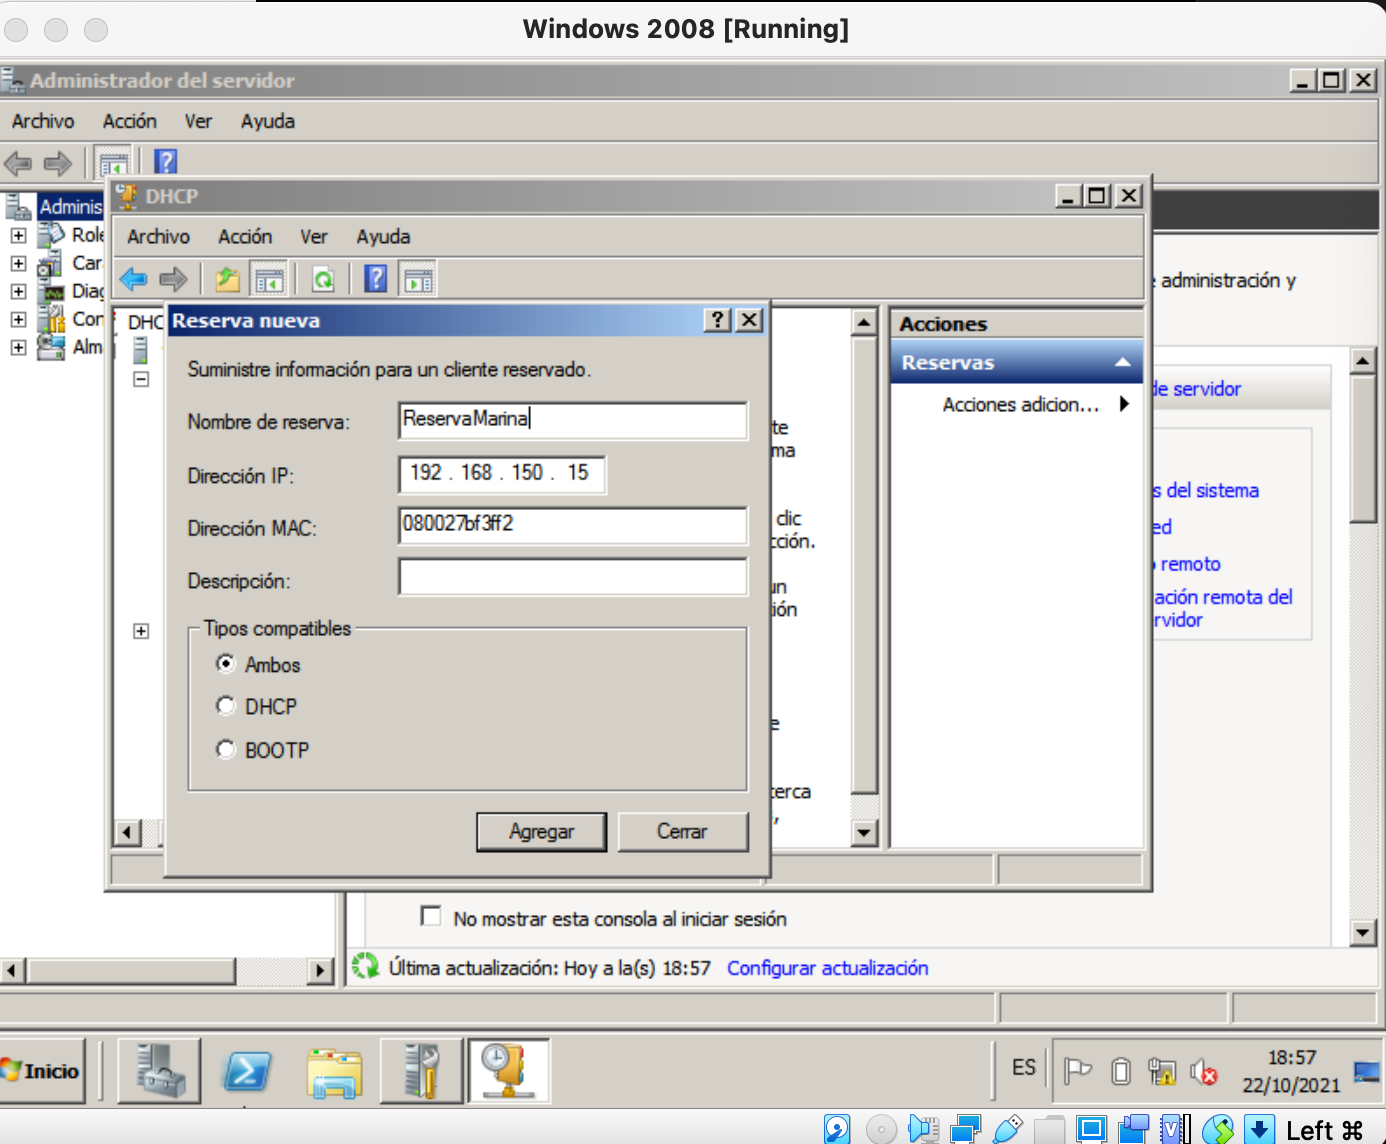 Windows 2008 [Running]
Administrador del servidor
Archivo Acción Ver Ayuda
Adminis
Role
Car
Diag
Con
Alm
DHCP
Archivo Acción Ver Ayuda
DHC
Reserva nueva
Suministre información para un cliente reservado.
Nombre de reserva: ReservaMarina
Dirección IP: 192 . 168 . 150 . 15
Dirección MAC: 080027bf3ff2
Descripción:
Tipos compatibles
Ambos
DHCP
BOOTP
Agregar Cerrar
te
ma
clic
cción.
un
ión
e
cerca
,
Acciones
Reservas
Acciones adicion...
administración y
de servidor
s del sistema
ed
remoto
ación remota del
rvidor
No mostrar esta consola al iniciar sesión
Última actualización: Hoy a la(s) 18:57 Configurar actualización
Inicio
ES
18:57
22/10/2021
Left ⌘